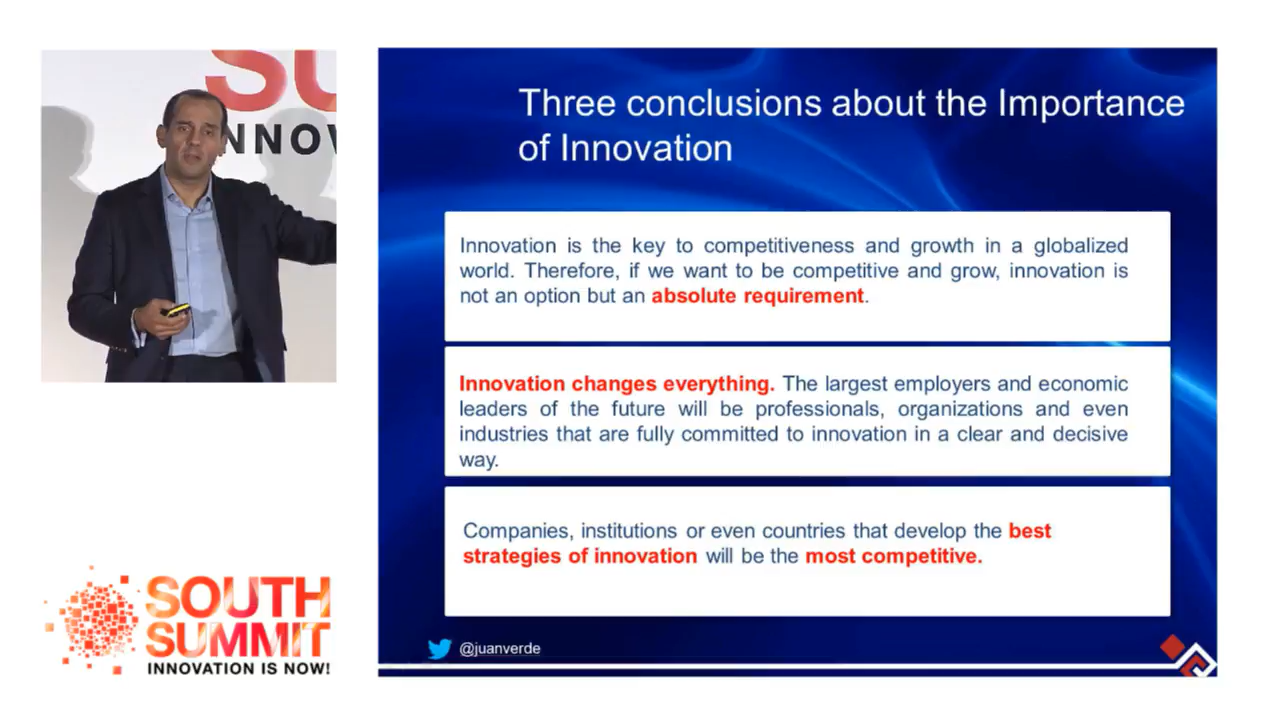 SU
NNOV
SOUTH
SUMMIT
INNOVATION IS NOW!
Three conclusions about the Importance
of Innovation
Innovation is the key to competitiveness and growth in a globalized
world. Therefore, if we want to be competitive and grow, innovation is
not an option but an absolute requirement.
Innovation changes everything. The largest employers and economic
leaders of the future will be professionals, organizations and even
industries that are fully committed to innovation in a clear and decisive
way.
Companies, institutions or even countries that develop the best
strategies of innovation will be the most competitive.
@juanverde